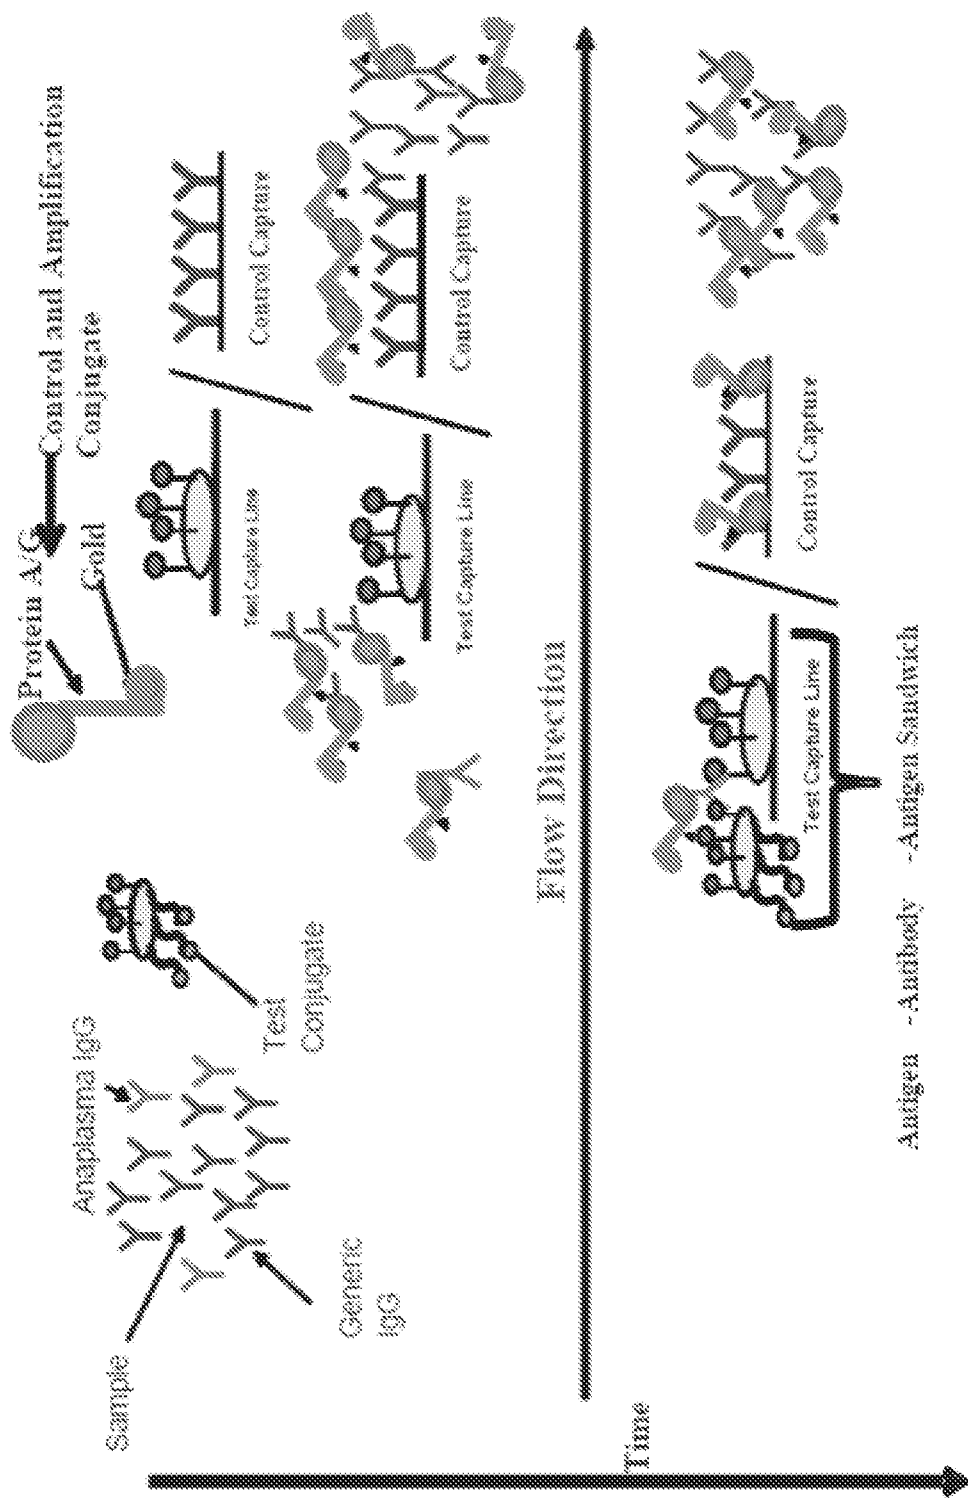 Sample
Anaplasma IgG
Generic
IgG
Test
Conjugate
Protein A/G
Gold
Control and Amplification
Conjugate
Test Capture Line
Control Capture
Test Capture Line
Control Capture
Flow Direction
Time
Test Capture Line
Control Capture
Antigen -Antibody -Antigen Sandwich